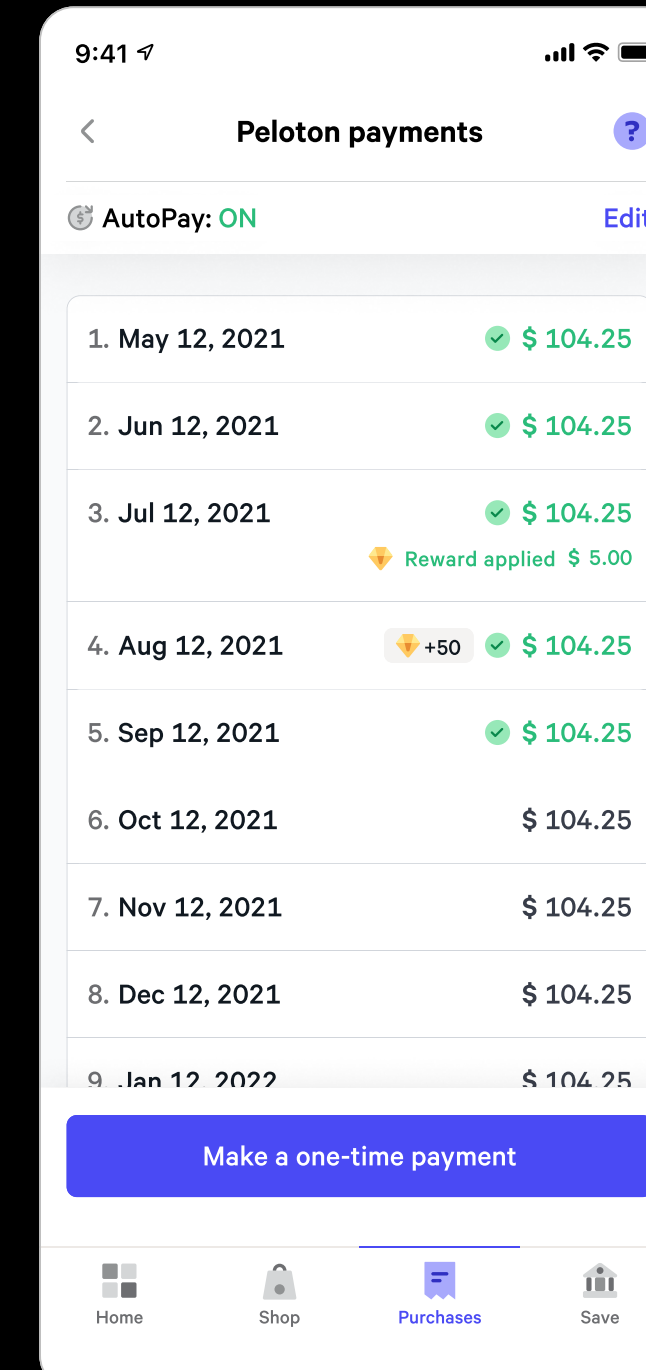 9:41
Peloton payments
?
AutoPay: ON
Edit
1. May 12, 2021 $ 104.25
2. Jun 12, 2021 $ 104.25
3. Jul 12, 2021 $ 104.25
Reward applied $ 5.00
4. Aug 12, 2021 +50 $ 104.25
5. Sep 12, 2021 $ 104.25
6. Oct 12, 2021 $ 104.25
7. Nov 12, 2021 $ 104.25
8. Dec 12, 2021 $ 104.25
9. Jan 12, 2022 $ 104.25
Make a one-time payment
Home Shop Purchases Save